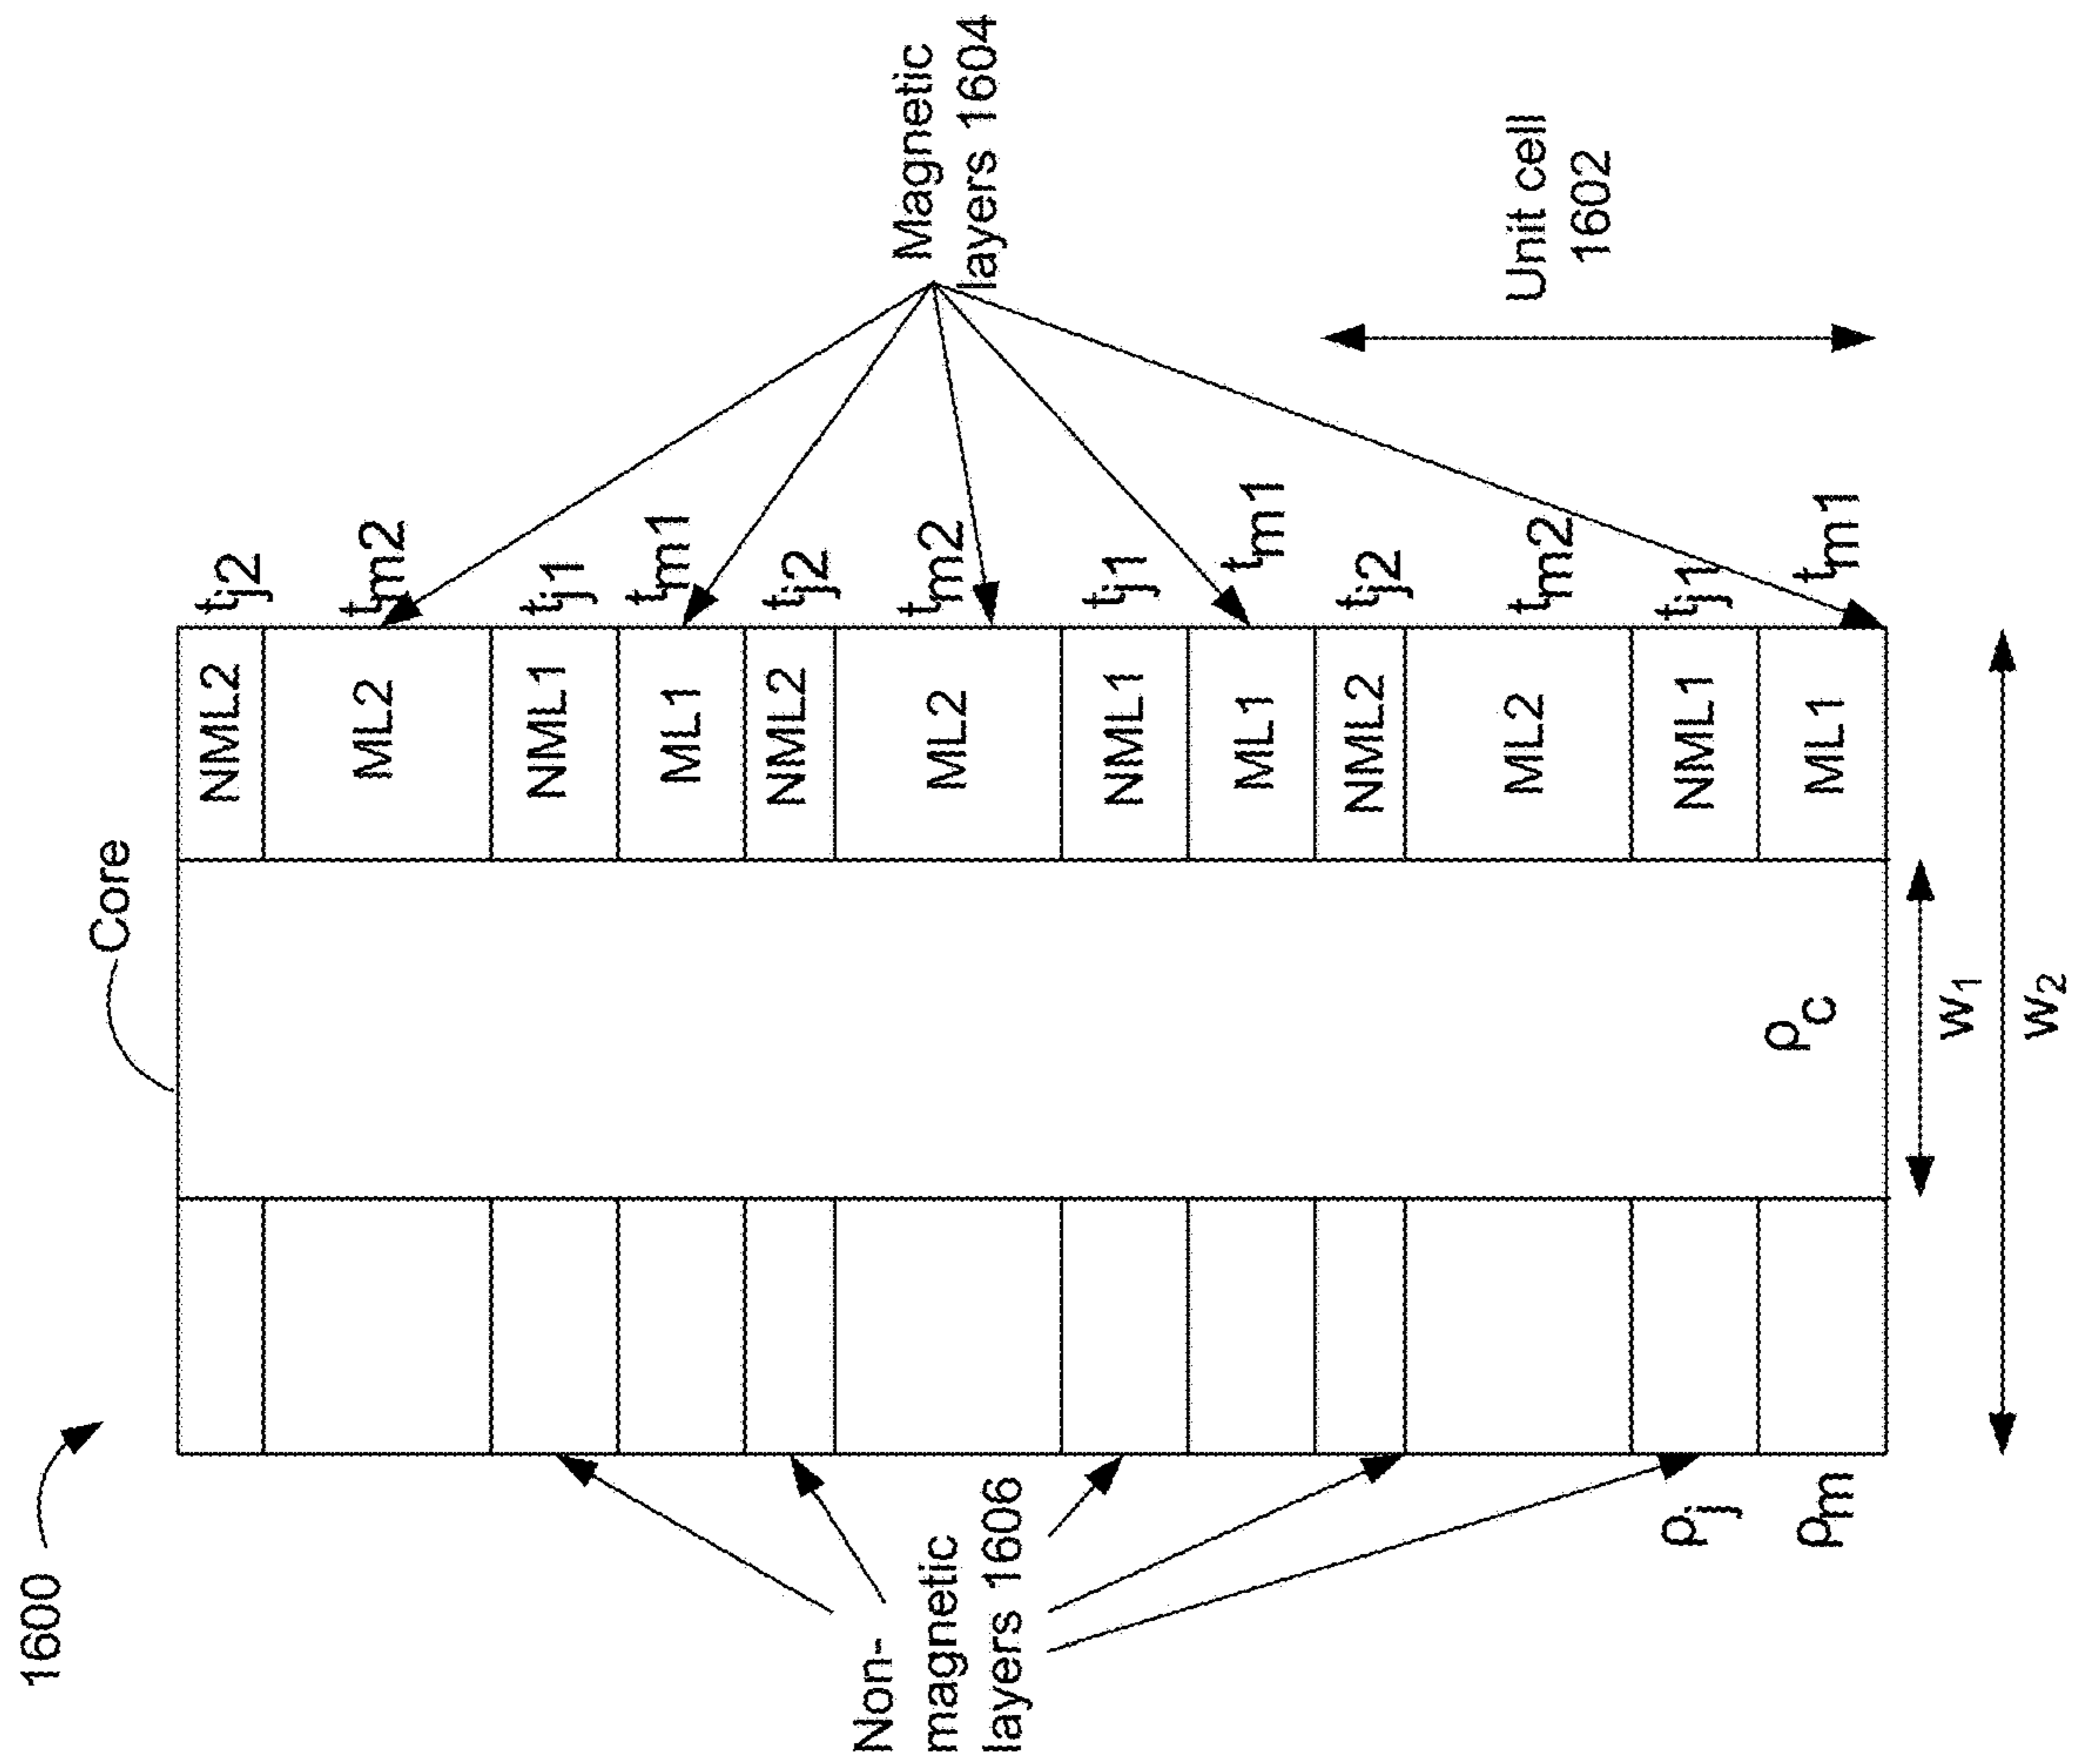 1600
Core
NML2
ML2
NML1
ML1
NML2
ML2
NML1
ML1
NML2
ML2
NML1
ML1
tj2
tm2
tj1
tm1
tj2
tm2
tj1
tm1
tj2
tm2
tj1
tm1
Magnetic
layers 1604
Unit cell
1602
Non-
magnetic
layers 1606
ρj
ρm
ρc
w1
w2